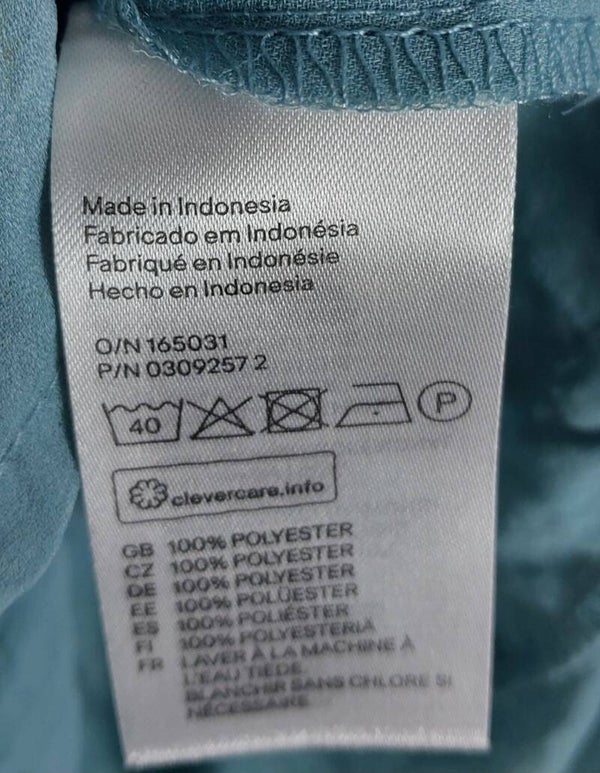 Made in Indonesia
Fabricado em Indonésia
Fabriqué en Indonésie
Hecho en Indonesia
O/N 165031
P/N 0309257 2
40 P
clevercare.info
GB 100% POLYESTER
CZ 100% POLYESTER
DE 100% POLYESTER
EE 100% POLÜESTER
ES 100% POLIÉSTER
FI 100% POLYESTERIA
FR LAVER À LA MACHINE À
L'EAU TIÈDE
BLANCHIR SANS CHLORE SI
NÉCESSAIRE